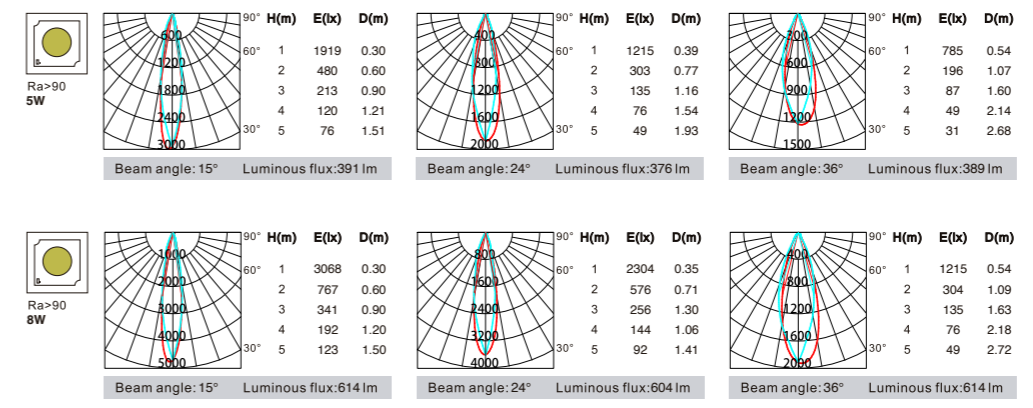 Ra>90
5W
600
1200
1800
2400
3000
90°
60°
30°
H(m) E(lx) D(m)
1 1919 0.30
2 480 0.60
3 213 0.90
4 120 1.21
5 76 1.51
Beam angle: 15° Luminous flux:391 lm
400
800
1200
1600
2000
90°
60°
30°
H(m) E(lx) D(m)
1 1215 0.39
2 303 0.77
3 135 1.16
4 76 1.54
5 49 1.93
Beam angle: 24° Luminous flux:376 lm
300
600
900
1200
1500
90°
60°
30°
H(m) E(lx) D(m)
1 785 0.54
2 196 1.07
3 87 1.60
4 49 2.14
5 31 2.68
Beam angle: 36° Luminous flux:389 lm
Ra>90
8W
1000
2000
3000
4000
5000
90°
60°
30°
H(m) E(lx) D(m)
1 3068 0.30
2 767 0.60
3 341 0.90
4 192 1.20
5 123 1.50
Beam angle: 15° Luminous flux:614 lm
800
1600
2400
3200
4000
90°
60°
30°
H(m) E(lx) D(m)
1 2304 0.35
2 576 0.71
3 256 1.30
4 144 1.06
5 92 1.41
Beam angle: 24° Luminous flux:604 lm
400
800
1200
1600
2000
90°
60°
30°
H(m) E(lx) D(m)
1 1215 0.54
2 304 1.09
3 135 1.63
4 76 2.18
5 49 2.72
Beam angle: 36° Luminous flux:614 lm